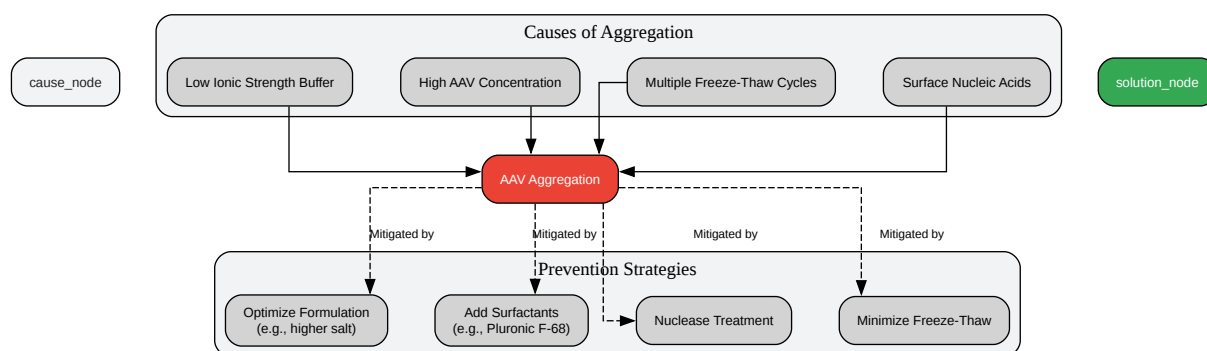 Causes of Aggregation
cause_node
Low Ionic Strength Buffer
High AAV Concentration
Multiple Freeze-Thaw Cycles
Surface Nucleic Acids
solution_node
AAV Aggregation
Mitigated by
Mitigated by
Mitigated by
Mitigated by
Prevention Strategies
Optimize Formulation
(e.g., higher salt)
Add Surfactants
(e.g., Pluronic F-68)
Nuclease Treatment
Minimize Freeze-Thaw